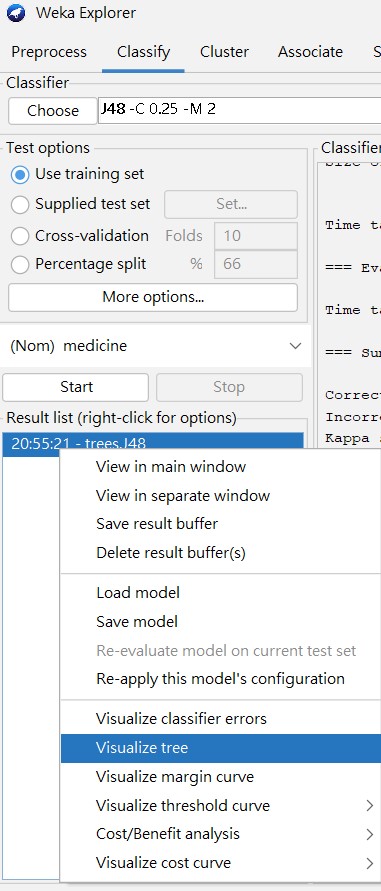 Weka Explorer
Preprocess Classify Cluster Associate S
Classifier
Choose J48 -C 0.25 -M 2
Test options
Use training set
Supplied test set Set...
Cross-validation Folds 10
Percentage split % 66
More options...
(Nom) medicine
Start Stop
Result list (right-click for options)
20:55:21 - trees.J48
View in main window
View in separate window
Save result buffer
Delete result buffer(s)
Load model
Save model
Re-evaluate model on current test set
Re-apply this model's configuration
Visualize classifier errors
Visualize tree
Visualize margin curve
Visualize threshold curve
Cost/Benefit analysis
Visualize cost curve
Classifier
Time ta
=== Eva
Time ta
=== Sum
Correct
Incorre
Kappa